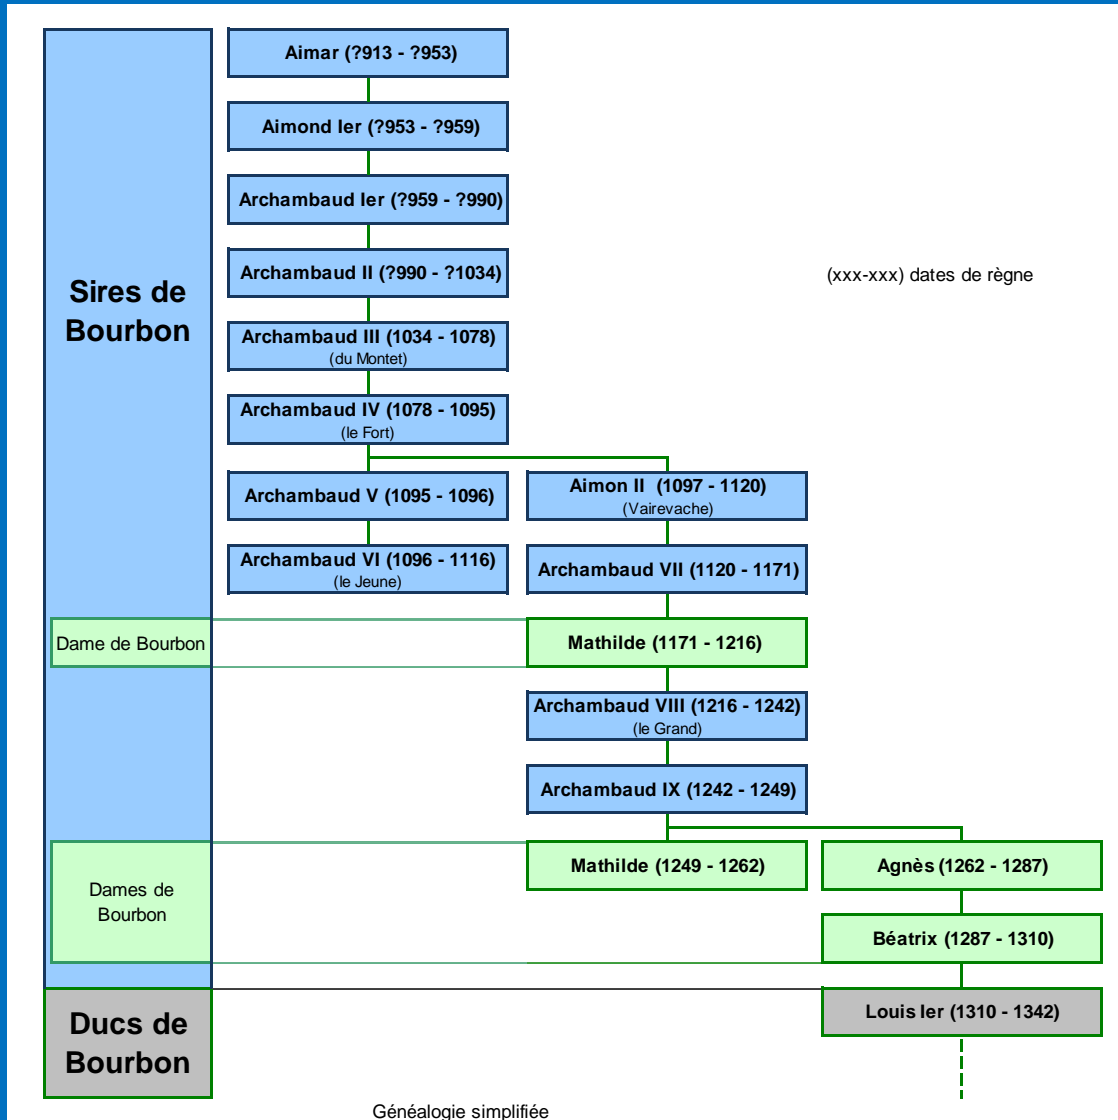 Aimar (?913 - ?953)
Aimond Ier (?953 - ?959)
Archambaud Ier (?959 - ?990)
Archambaud II (?990 - ?1034)
(xxx-xxx) dates de règne
Sires de
Bourbon
Archambaud III (1034 - 1078)
(du Montet)
Archambaud IV (1078 - 1095)
(le Fort)
Archambaud V (1095 - 1096)
Aimon II (1097 - 1120)
(Vairevache)
Archambaud VI (1096 - 1116)
(le Jeune)
Archambaud VII (1120 - 1171)
Dame de Bourbon
Mathilde (1171 - 1216)
Archambaud VIII (1216 - 1242)
(le Grand)
Archambaud IX (1242 - 1249)
Mathilde (1249 - 1262)
Agnès (1262 - 1287)
Dames de
Bourbon
Béatrix (1287 - 1310)
Louis Ier (1310 - 1342)
Ducs de
Bourbon
Généalogie simplifiée